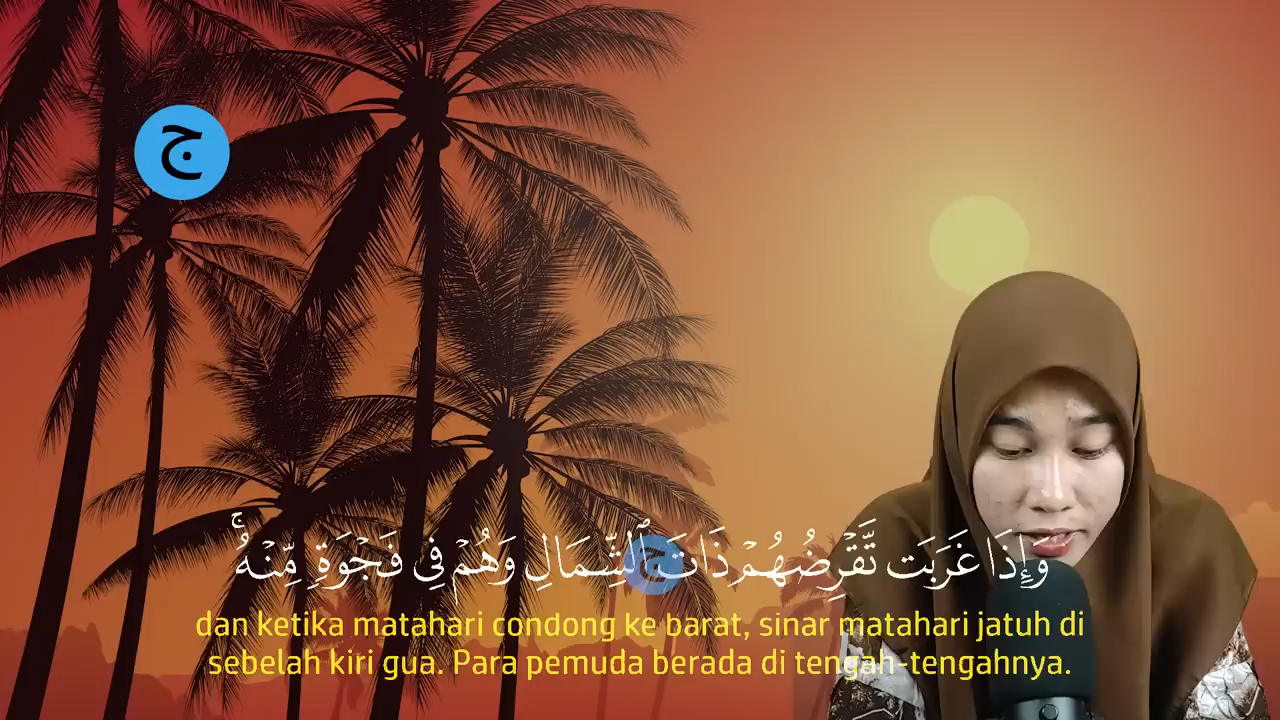 ج
وَإِذَا غَرَبَت تَّقْرِضُهُمْ ذَاتَ ٱلشِّمَالِ وَهُمْ فِى فَجْوَةٍ مِّنْهُ ۚ
ج
dan ketika matahari condong ke barat, sinar matahari jatuh di
sebelah kiri gua. Para pemuda berada di tengah-tengahnya.